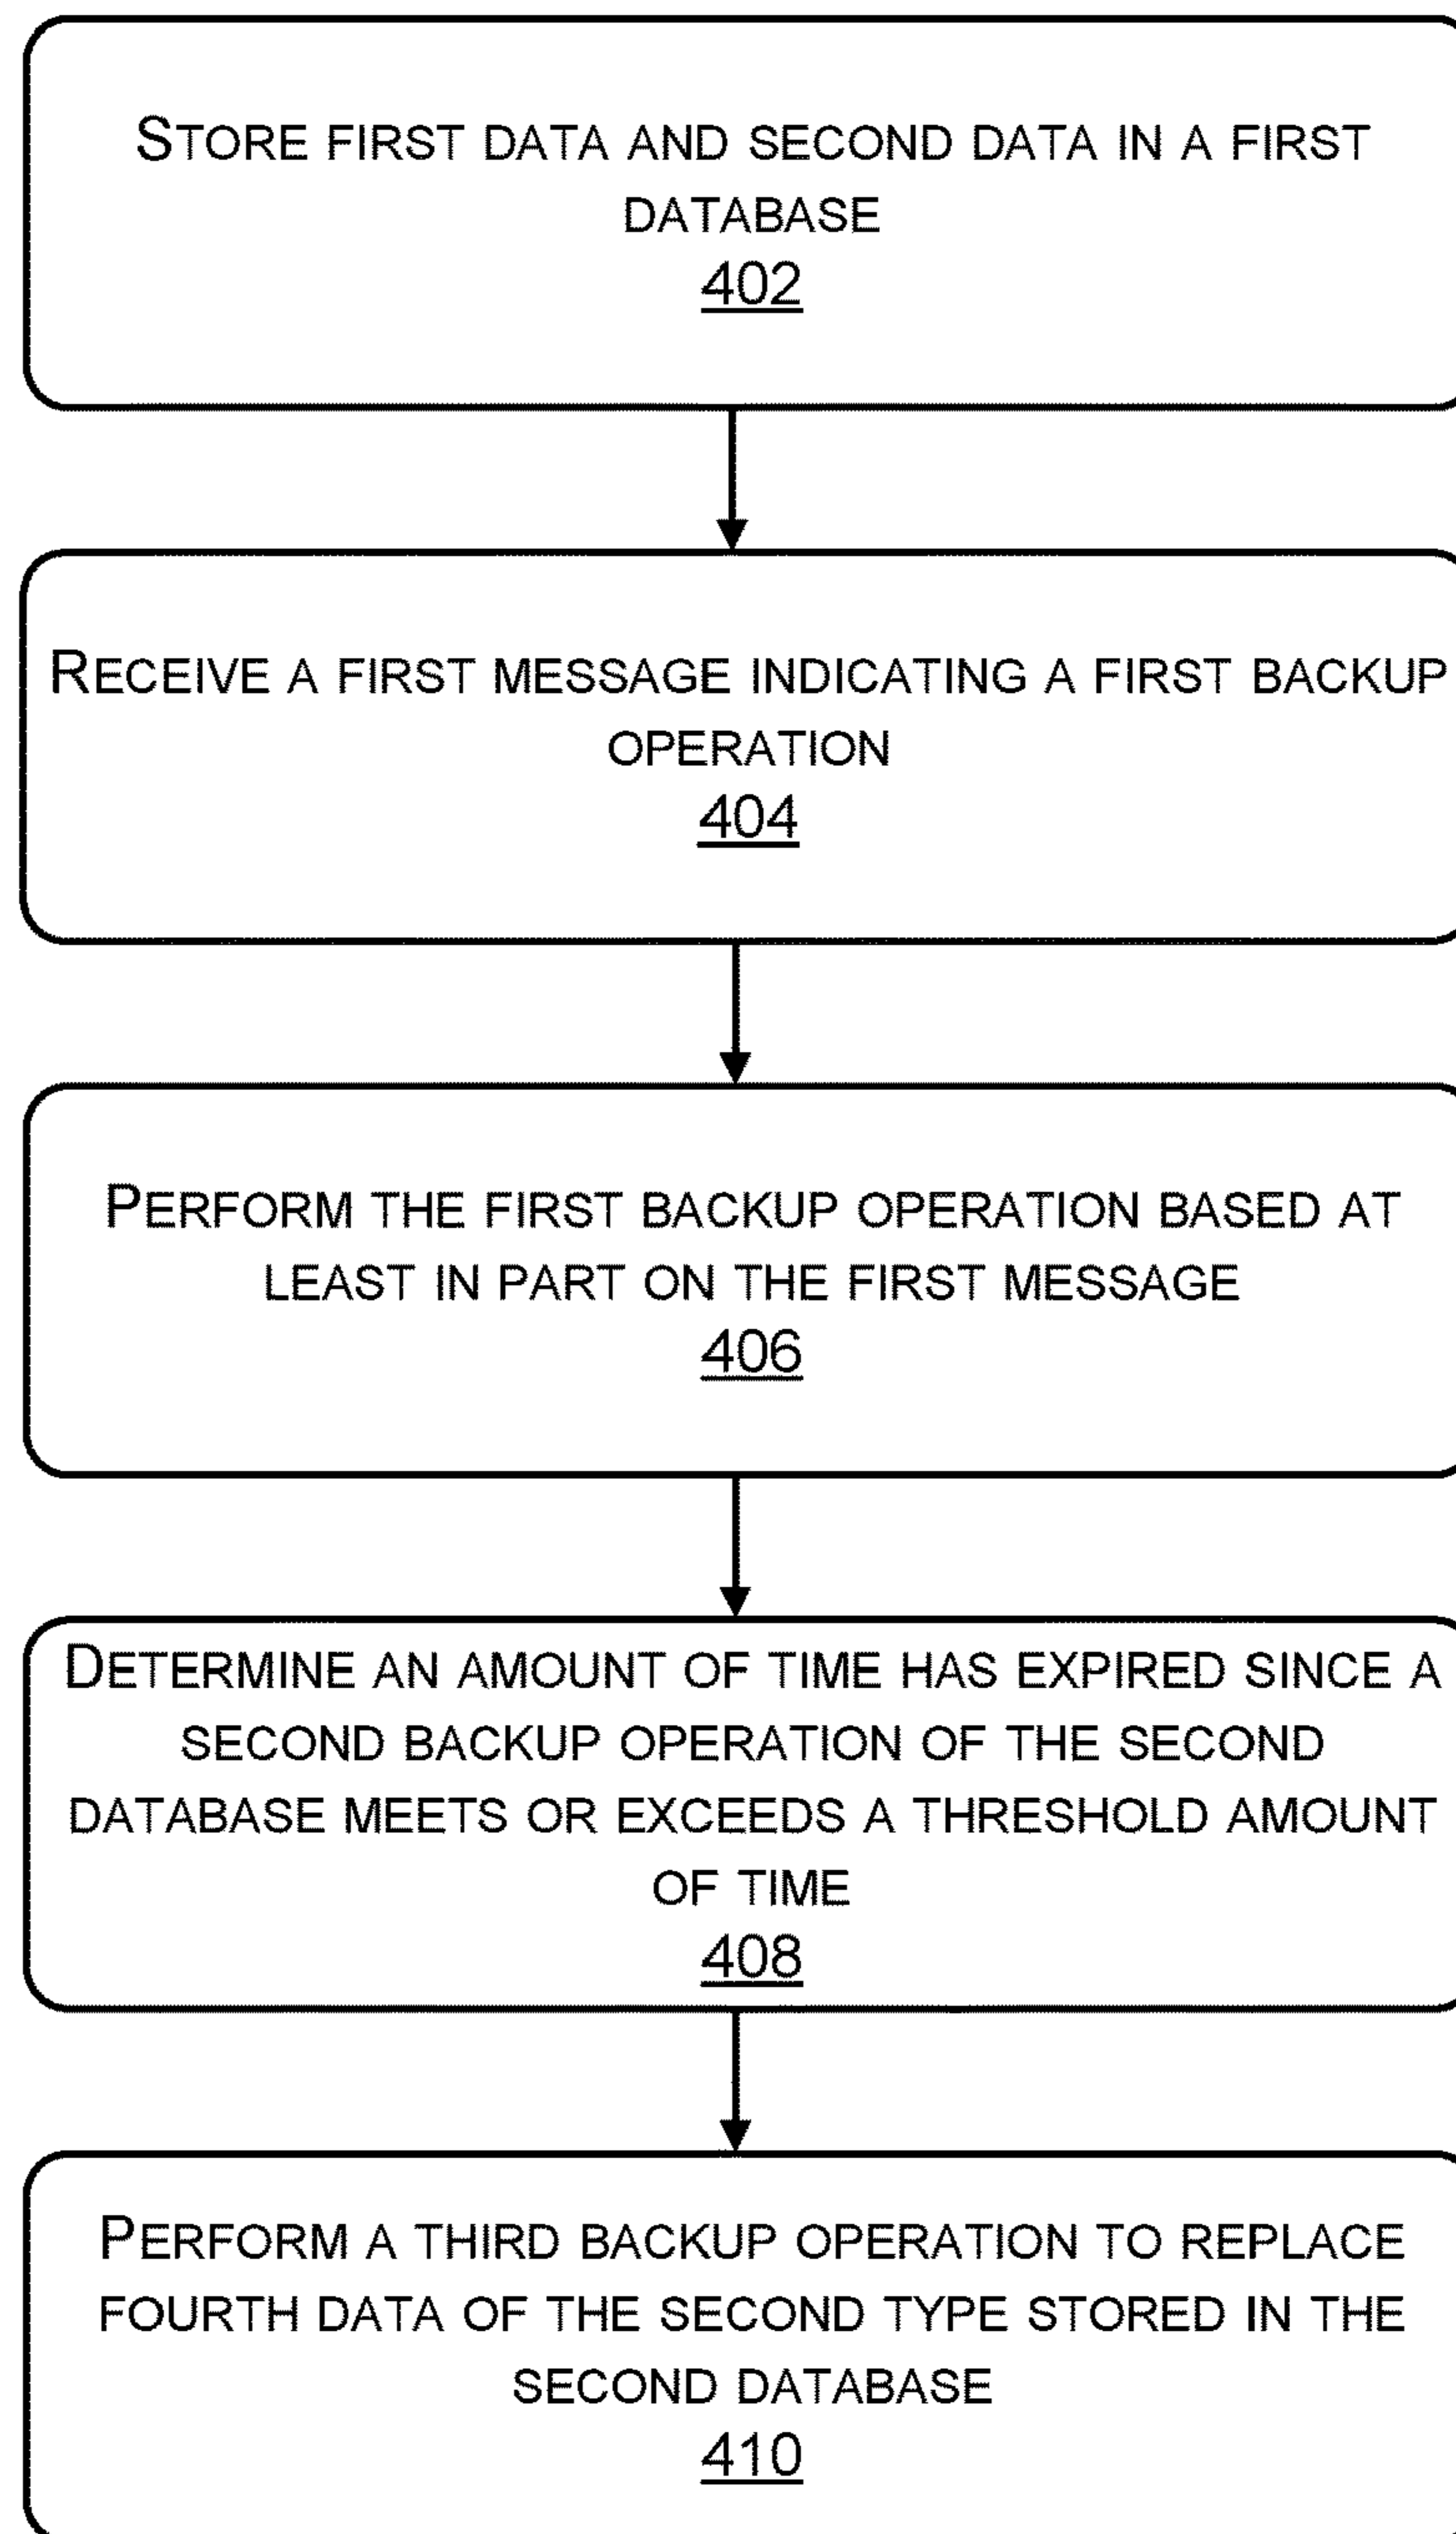 STORE FIRST DATA AND SECOND DATA IN A FIRST
DATABASE
402
RECEIVE A FIRST MESSAGE INDICATING A FIRST BACKUP
OPERATION
404
PERFORM THE FIRST BACKUP OPERATION BASED AT
LEAST IN PART ON THE FIRST MESSAGE
406
DETERMINE AN AMOUNT OF TIME HAS EXPIRED SINCE A
SECOND BACKUP OPERATION OF THE SECOND
DATABASE MEETS OR EXCEEDS A THRESHOLD AMOUNT
OF TIME
408
PERFORM A THIRD BACKUP OPERATION TO REPLACE
FOURTH DATA OF THE SECOND TYPE STORED IN THE
SECOND DATABASE
410